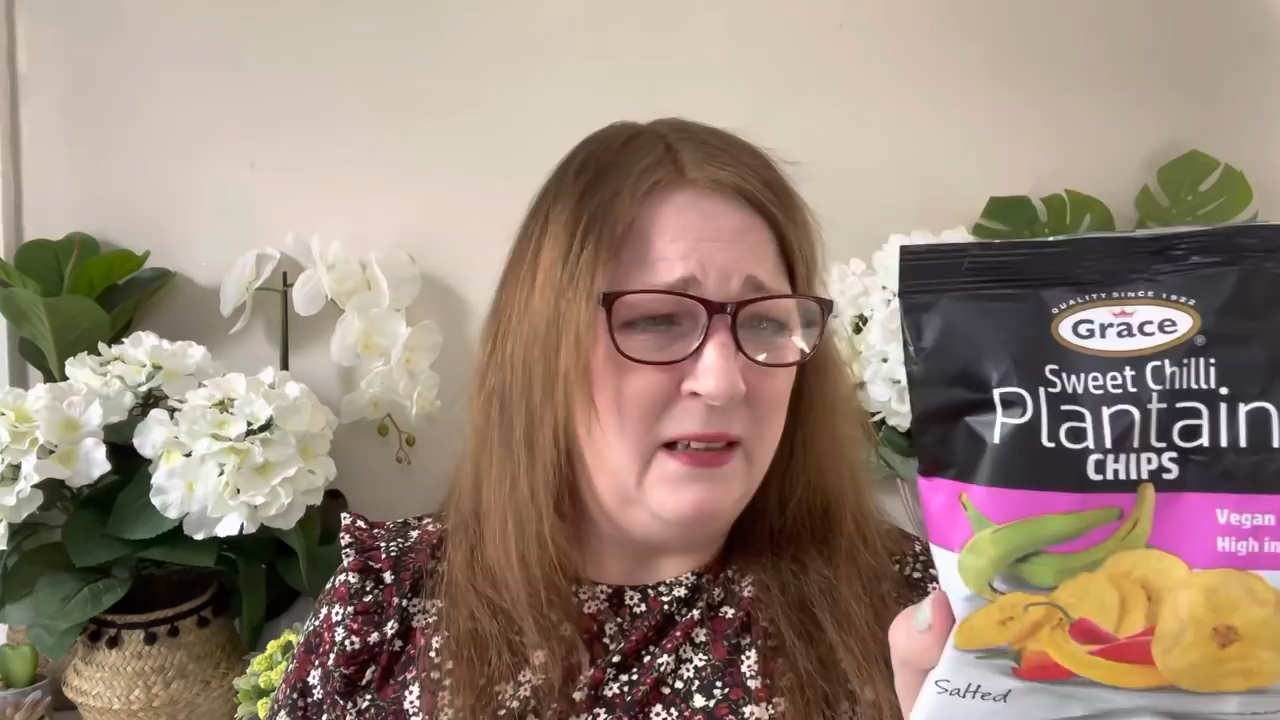 QUALITY SINCE 1922
Grace
®
Sweet Chilli
Plantain
CHIPS
Vegan
High in
Salted